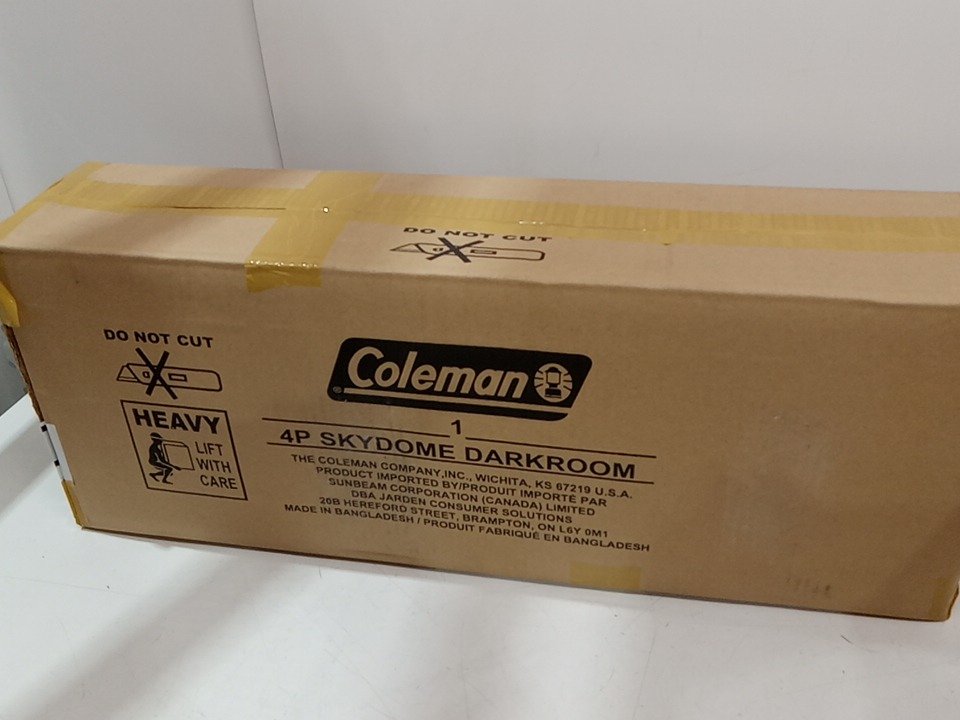 DO NOT CUT
DO NOT CUT
HEAVY
LIFT
WITH
CARE
Coleman
1
4P SKYDOME DARKROOM
THE COLEMAN COMPANY,INC., WICHITA, KS 67219 U.S.A.
PRODUCT IMPORTED BY/PRODUIT IMPORTÉ PAR
SUNBEAM CORPORATION (CANADA) LIMITED
DBA JARDEN CONSUMER SOLUTIONS
20B HEREFORD STREET, BRAMPTON, ON L6Y 0M1
MADE IN BANGLADESH / PRODUIT FABRIQUÉ EN BANGLADESH